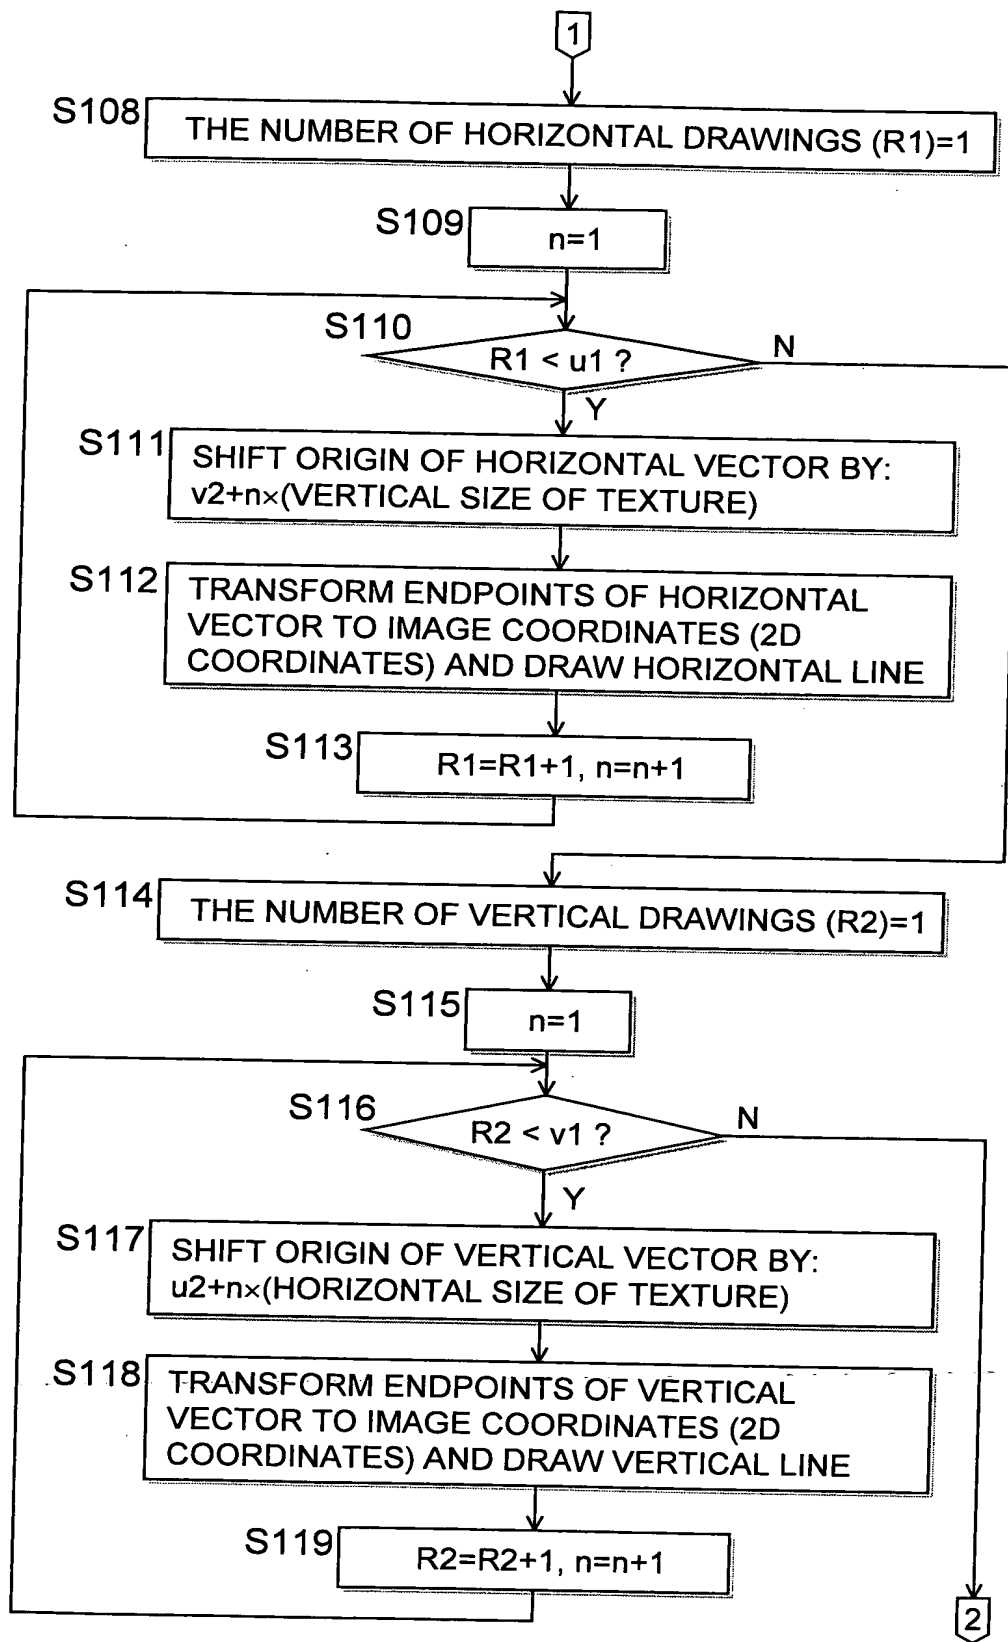 1
S108
THE NUMBER OF HORIZONTAL DRAWINGS (R1)=1
S109
n=1
S110
R1 < u1 ?
N
Y
S111
SHIFT ORIGIN OF HORIZONTAL VECTOR BY:
v2+n×(VERTICAL SIZE OF TEXTURE)
S112
TRANSFORM ENDPOINTS OF HORIZONTAL
VECTOR TO IMAGE COORDINATES (2D
COORDINATES) AND DRAW HORIZONTAL LINE
S113
R1=R1+1, n=n+1
S114
THE NUMBER OF VERTICAL DRAWINGS (R2)=1
S115
n=1
S116
R2 < v1 ?
N
Y
S117
SHIFT ORIGIN OF VERTICAL VECTOR BY:
u2+n×(HORIZONTAL SIZE OF TEXTURE)
S118
TRANSFORM ENDPOINTS OF VERTICAL
VECTOR TO IMAGE COORDINATES (2D
COORDINATES) AND DRAW VERTICAL LINE
S119
R2=R2+1, n=n+1
2